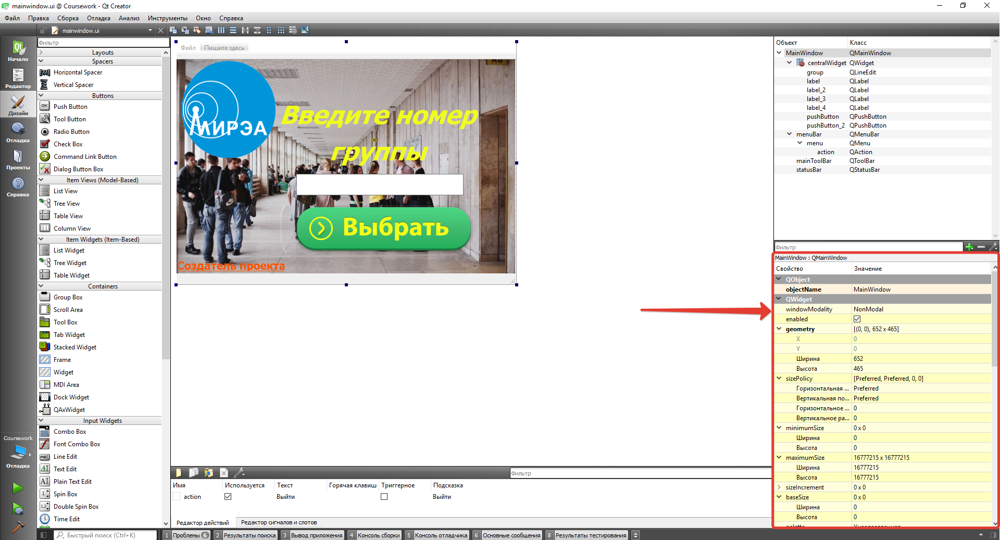 mainwindow.ui @ Coursework - Qt Creator
Файл Правка Сборка Отладка Анализ Инструменты Окно Справка
mainwindow.ui
Начало
Редактор
Дизайн
Отладка
Проекты
Справка
Coursework
Отладка
Фильтр
Layouts
Spacers
Horizontal Spacer
Vertical Spacer
Buttons
Push Button
Tool Button
Radio Button
Check Box
Command Link Button
Dialog Button Box
Item Views (Model-Based)
List View
Tree View
Table View
Column View
Item Widgets (Item-Based)
List Widget
Tree Widget
Table Widget
Containers
Group Box
Scroll Area
Tool Box
Tab Widget
Stacked Widget
Frame
Widget
MDI Area
Dock Widget
QAxWidget
Input Widgets
Combo Box
Font Combo Box
Line Edit
Text Edit
Plain Text Edit
Spin Box
Double Spin Box
Time Edit
Файл Пишите здесь
МИРЭА
Введите номер
группы
Выбрать
Создатель проекта
Фильтр
Имя Используется Текст Горячая клавиш Триггерное Подсказка
action Выйти Выйти
Редактор действий Редактор сигналов и слотов
Объект Класс
MainWindow QMainWindow
centralWidget QWidget
group QLineEdit
label QLabel
label_2 QLabel
label_3 QLabel
label_4 QLabel
pushButton QPushButton
pushButton_2 QPushButton
menuBar QMenuBar
menu QMenu
action QAction
mainToolBar QToolBar
statusBar QStatusBar
Фильтр
MainWindow : QMainWindow
Свойство Значение
QObject
objectName MainWindow
QWidget
windowModality NonModal
enabled
geometry [(0, 0), 652 x 465]
X 0
Y 0
Ширина 652
Высота 465
sizePolicy [Preferred, Preferred, 0, 0]
Горизонтальная ... Preferred
Вертикальная по... Preferred
Горизонтальное ... 0
Вертикальное ра... 0
minimumSize 0 x 0
Ширина 0
Высота 0
maximumSize 16777215 x 16777215
Ширина 16777215
Высота 16777215
sizeIncrement 0 x 0
baseSize 0 x 0
Ширина 0
Высота 0
Быстрый поиск (Ctrl+K) 1 Проблемы 6 2 Результаты поиска 3 Вывод приложения 4 Консоль сборки 5 Консоль отладчика 6 Основные сообщения 8 Результаты тестирования